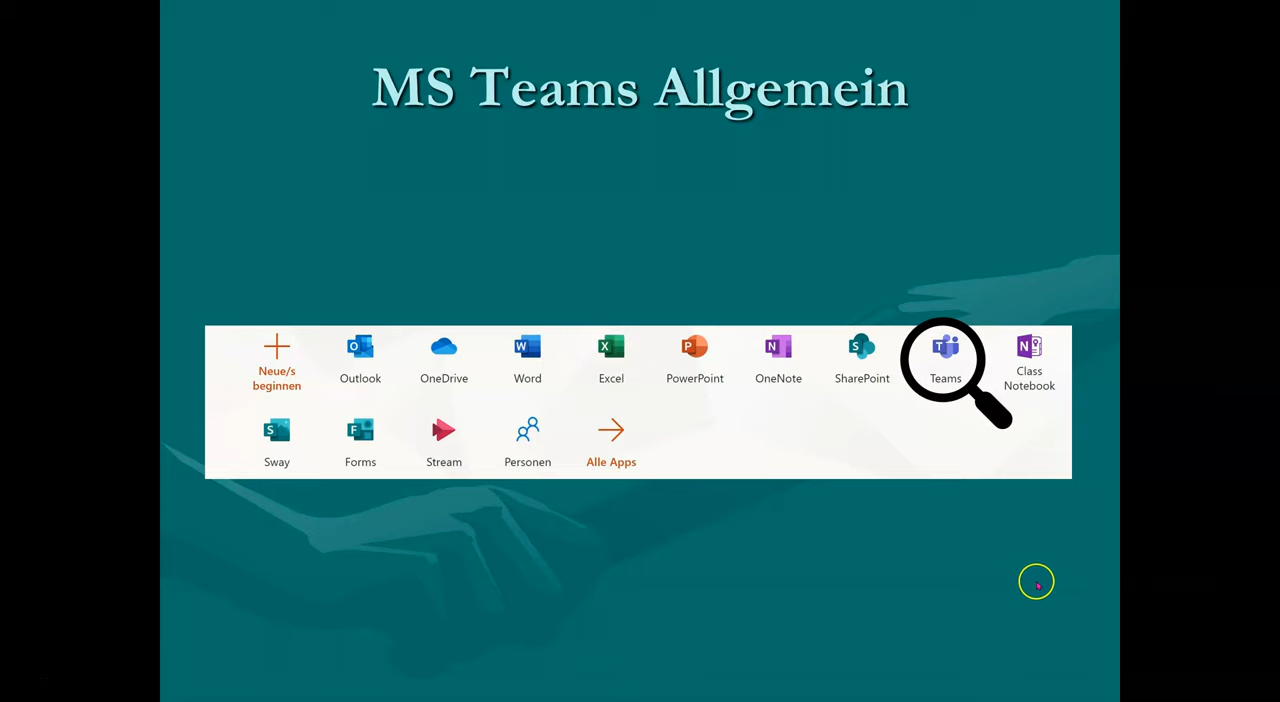 MS Teams Allgemein
Neue/s
beginnen
Outlook
OneDrive
Word
Excel
PowerPoint
OneNote
SharePoint
Teams
Class
Notebook
Sway
Forms
Stream
Personen
Alle Apps